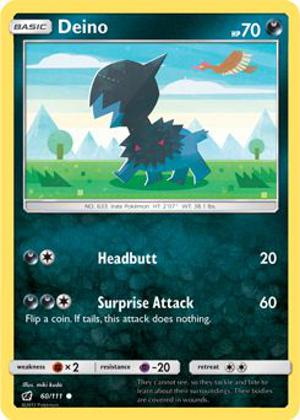 BASIC Deino HP70
NO. 633 Irate Pokémon HT: 2'07" WT: 38.1 lbs.
Headbutt 20
Surprise Attack 60
Flip a coin. If tails, this attack does nothing.
weakness ×2 resistance -20 retreat
Illus. miki kudo
60/111
©2017 Pokémon
They cannot see, so they tackle and bite to
learn about their surroundings. Their bodies
are covered in wounds.